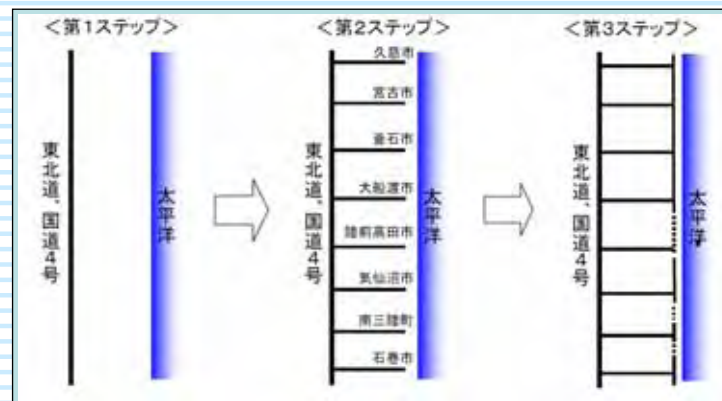 <第1ステップ>
東北道、国道4号
太平洋
<第2ステップ>
東北道、国道4号
久慈市
宮古市
釜石市
大船渡市
陸前高田市
気仙沼市
南三陸町
石巻市
太平洋
<第3ステップ>
東北道、国道4号
太平洋